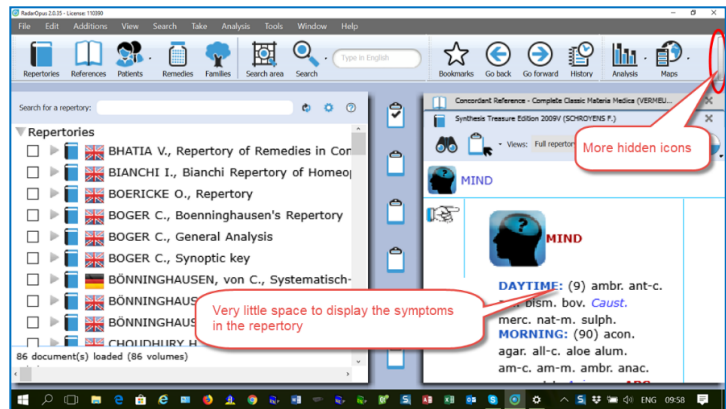 RadarOpus 2.0.35 - License: 110390
File Edit Additions View Search Take Analysis Tools Window Help
Repertories References Patients Remedies Families Search area Search Type in English Bookmarks Go back Go forward History Analysis Maps
Search for a repertory:
Concordant Reference - Complete Classic Materia Medica (VERMEU...
Synthesis Treasure Edition 2009V (SCHROYENS F.)
Views: Full repertor
More hidden icons
Repertories
BHATIA V., Repertory of Remedies in Con
BIANCHI I., Bianchi Repertory of Homeo
BOERICKE O., Repertory
BOGER C., Boenninghausen's Repertory
BOGER C., General Analysis
BOGER C., Synoptic key
BÖNNINGHAUSEN, von C., Systematisch-
BÖNNINGHAUS
BÖNNINGHAUS
CHOUDHURY H
86 document(s) loaded (86 volumes)
MIND
MIND
DAYTIME: (9) ambr. ant-c.
bism. bov. Caust.
merc. nat-m. sulph.
MORNING: (90) acon.
agar. all-c. aloe alum.
am-c. am-m. ambr. anac.
Very little space to display the symptoms
in the repertory
ENG 09:58